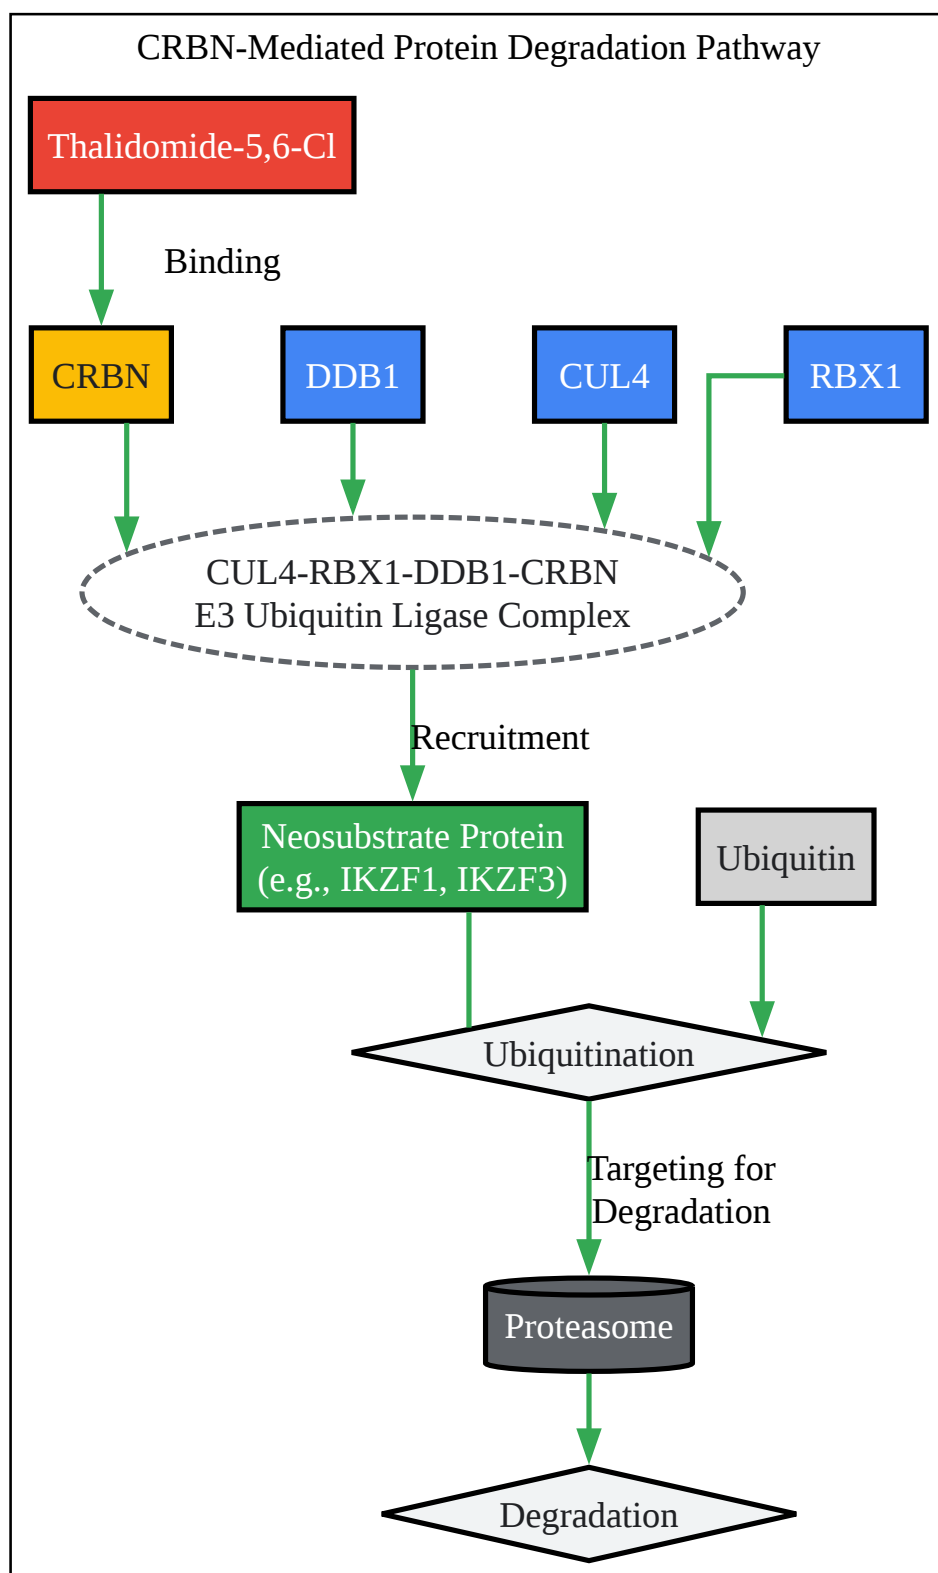 CRBN-Mediated Protein Degradation Pathway
Thalidomide-5,6-Cl
Binding
CRBN
DDB1
CUL4
RBX1
CUL4-RBX1-DDB1-CRBN
E3 Ubiquitin Ligase Complex
Recruitment
Neosubstrate Protein
(e.g., IKZF1, IKZF3)
Ubiquitin
Ubiquitination
Targeting for
Degradation
Proteasome
Degradation